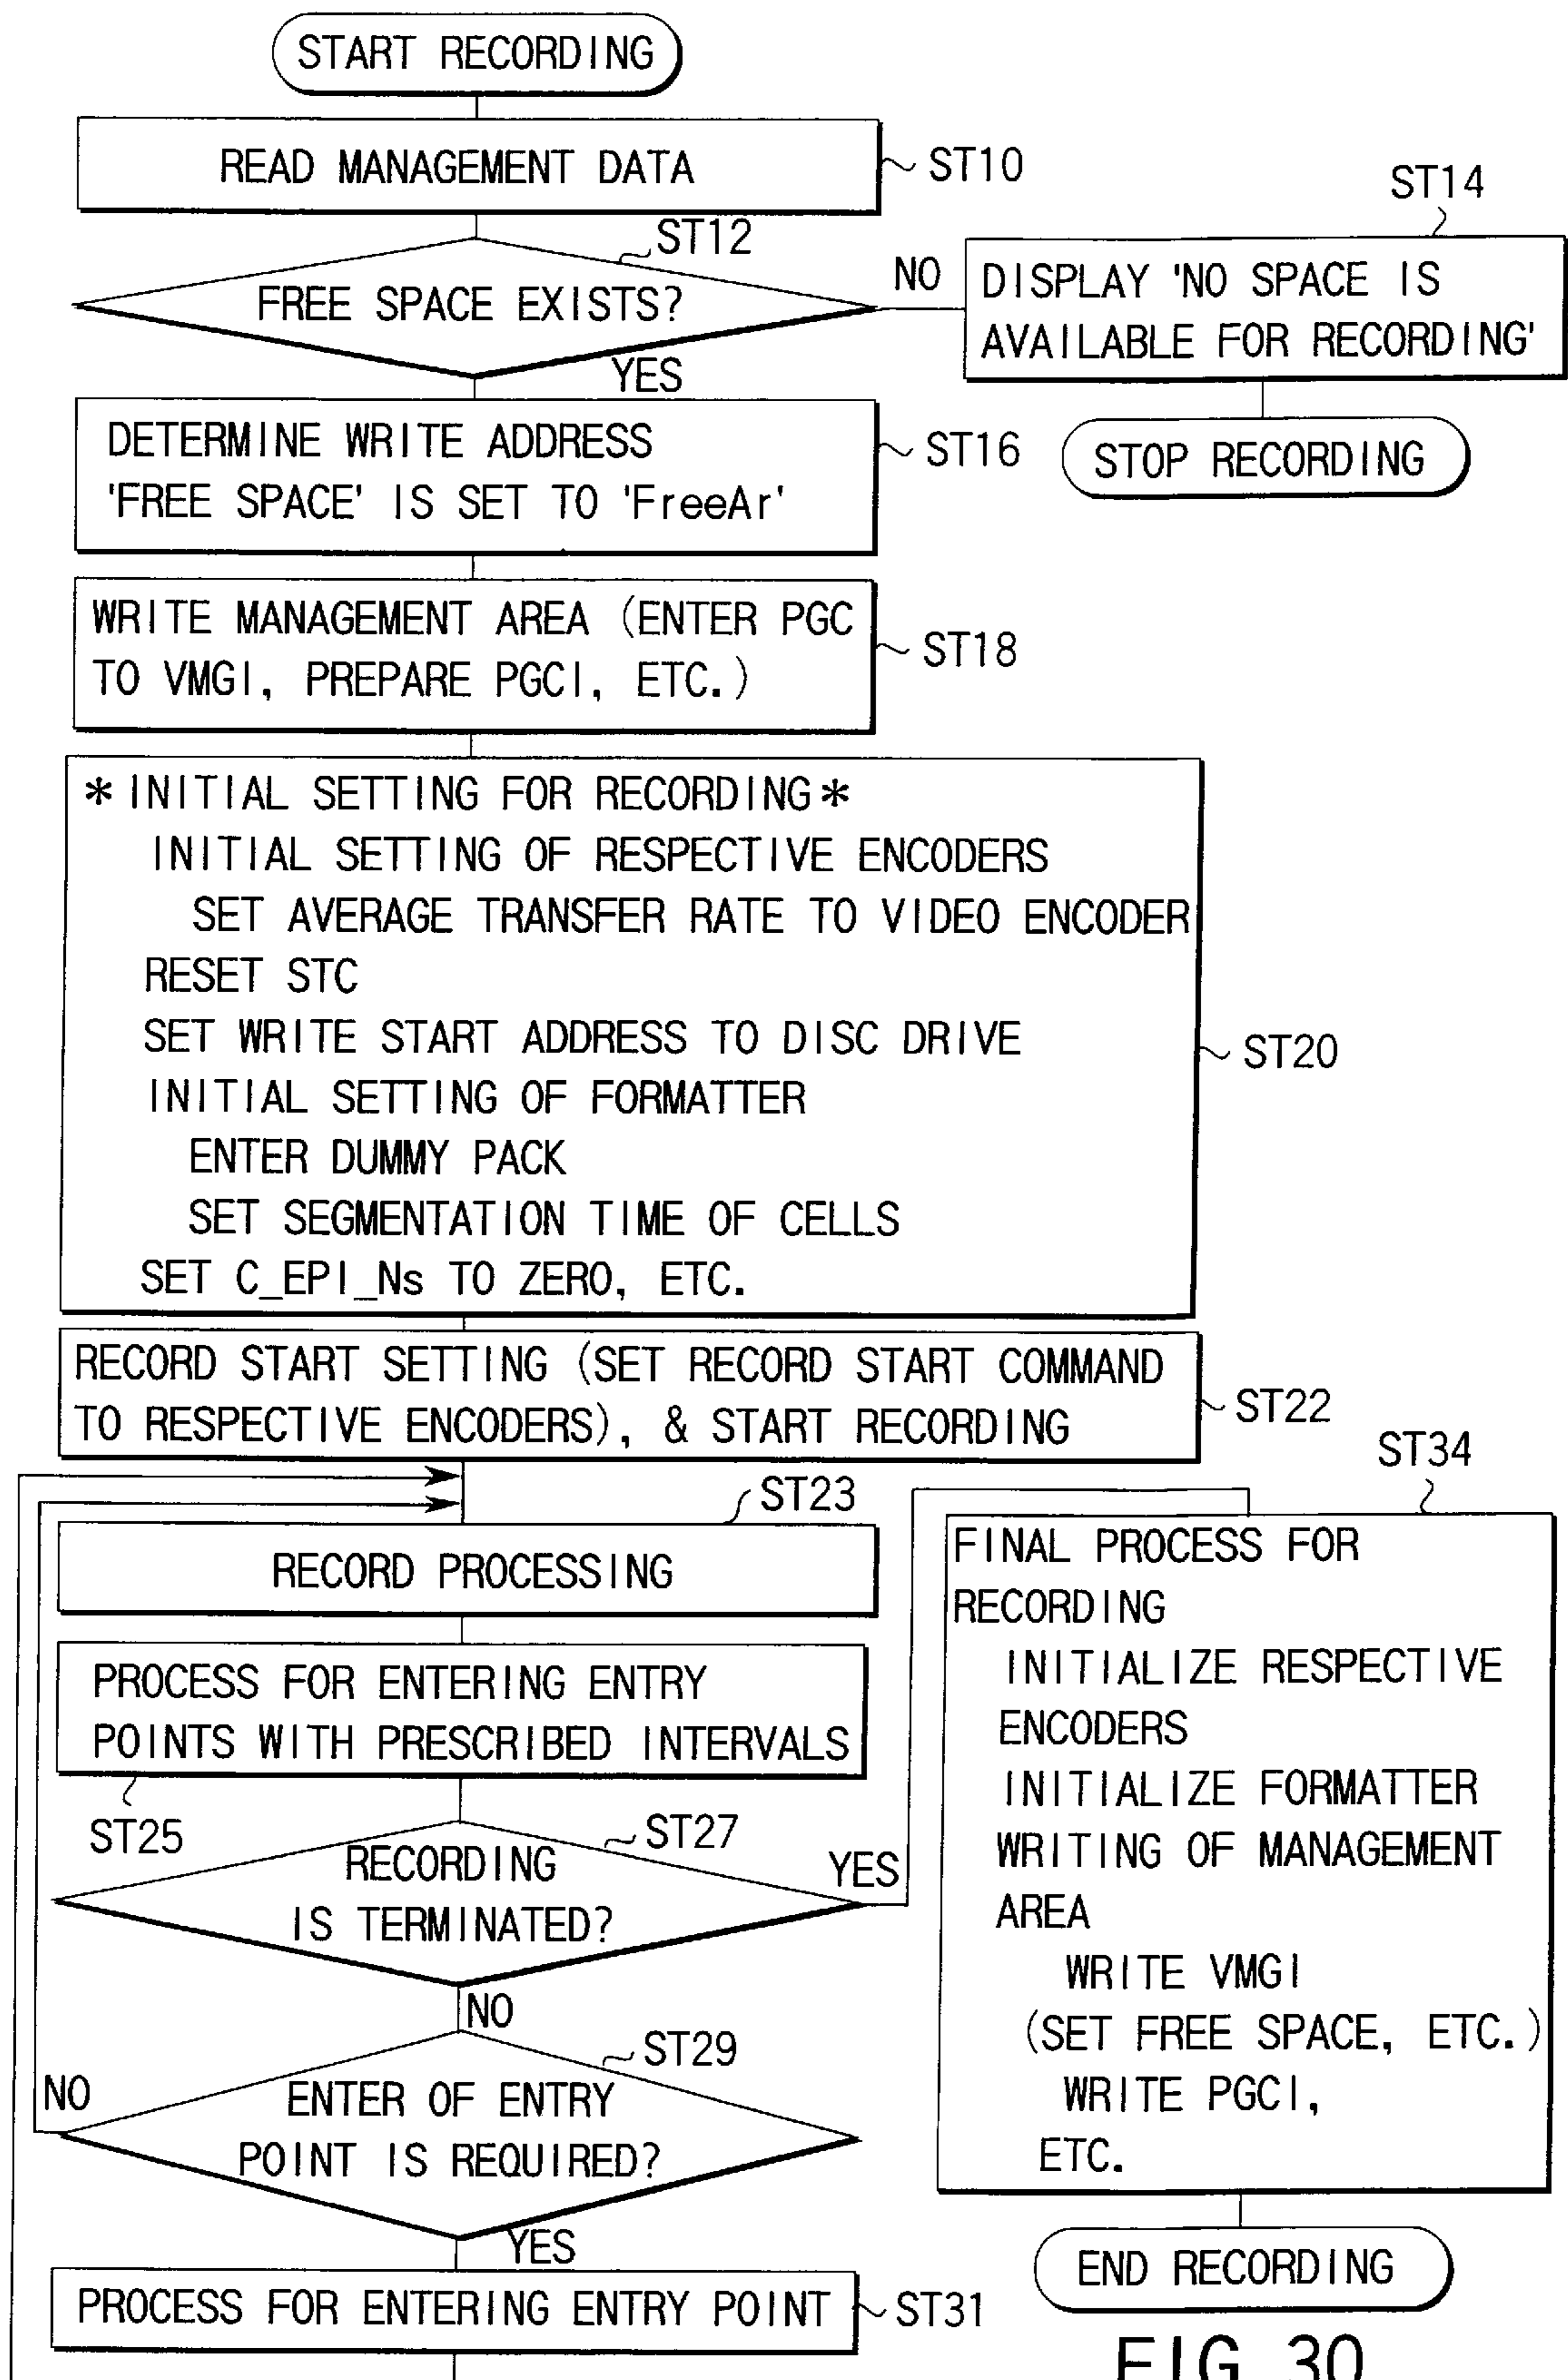 START RECORDING
READ MANAGEMENT DATA
ST10
ST12
FREE SPACE EXISTS?
NO
YES
ST14
DISPLAY 'NO SPACE IS
AVAILABLE FOR RECORDING'
STOP RECORDING
DETERMINE WRITE ADDRESS
'FREE SPACE' IS SET TO 'FreeAr'
ST16
WRITE MANAGEMENT AREA (ENTER PGC
TO VMGI, PREPARE PGCI, ETC.)
ST18
* INITIAL SETTING FOR RECORDING *
INITIAL SETTING OF RESPECTIVE ENCODERS
SET AVERAGE TRANSFER RATE TO VIDEO ENCODER
RESET STC
SET WRITE START ADDRESS TO DISC DRIVE
INITIAL SETTING OF FORMATTER
ENTER DUMMY PACK
SET SEGMENTATION TIME OF CELLS
SET C_EPI_Ns TO ZERO, ETC.
ST20
RECORD START SETTING (SET RECORD START COMMAND
TO RESPECTIVE ENCODERS), & START RECORDING
ST22
ST23
RECORD PROCESSING
PROCESS FOR ENTERING ENTRY
POINTS WITH PRESCRIBED INTERVALS
ST25
ST27
RECORDING
IS TERMINATED?
YES
NO
ST29
ENTER OF ENTRY
POINT IS REQUIRED?
NO
YES
PROCESS FOR ENTERING ENTRY POINT
ST31
ST34
FINAL PROCESS FOR
RECORDING
INITIALIZE RESPECTIVE
ENCODERS
INITIALIZE FORMATTER
WRITING OF MANAGEMENT
AREA
WRITE VMGI
(SET FREE SPACE, ETC.)
WRITE PGCI,
ETC.
END RECORDING
FIG. 30